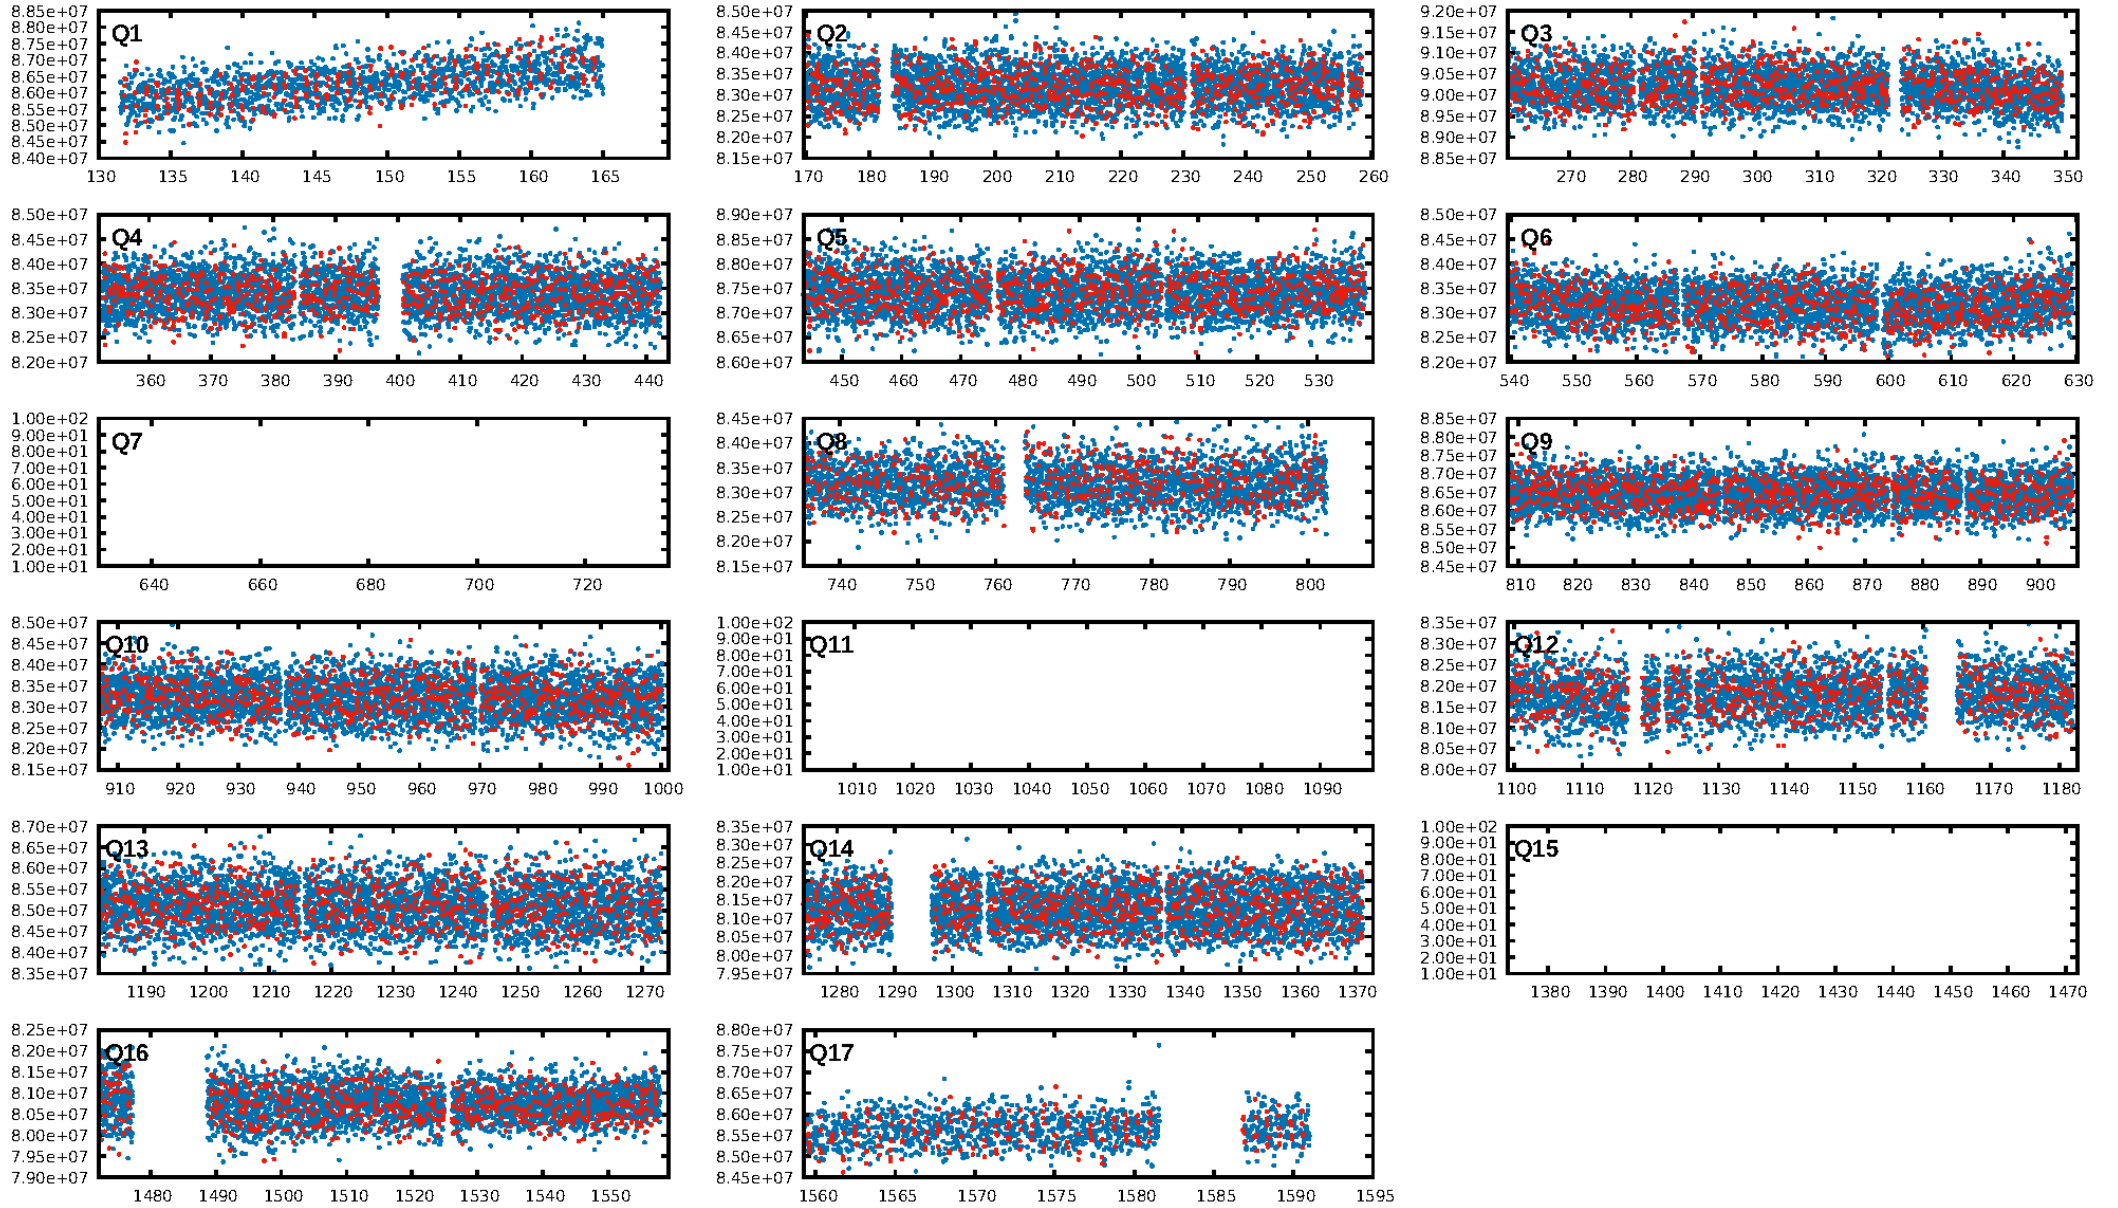 8.85e+07
8.80e+07
8.75e+07
8.70e+07
8.65e+07
8.60e+07
8.55e+07
8.50e+07
8.45e+07
8.40e+07
Q1
130 135 140 145 150 155 160 165
8.50e+07
8.45e+07
8.40e+07
8.35e+07
8.30e+07
8.25e+07
8.20e+07
8.15e+07
Q2
170 180 190 200 210 220 230 240 250 260
9.20e+07
9.15e+07
9.10e+07
9.05e+07
9.00e+07
8.95e+07
8.90e+07
8.85e+07
Q3
270 280 290 300 310 320 330 340 350
8.50e+07
8.45e+07
8.40e+07
8.35e+07
8.30e+07
8.25e+07
8.20e+07
Q4
360 370 380 390 400 410 420 430 440
8.90e+07
8.85e+07
8.80e+07
8.75e+07
8.70e+07
8.65e+07
8.60e+07
Q5
450 460 470 480 490 500 510 520 530
8.50e+07
8.45e+07
8.40e+07
8.35e+07
8.30e+07
8.25e+07
8.20e+07
Q6
540 550 560 570 580 590 600 610 620 630
1.00e+02
9.00e+01
8.00e+01
7.00e+01
6.00e+01
5.00e+01
4.00e+01
3.00e+01
2.00e+01
1.00e+01
Q7
640 660 680 700 720
8.45e+07
8.40e+07
8.35e+07
8.30e+07
8.25e+07
8.20e+07
8.15e+07
Q8
740 750 760 770 780 790 800
8.85e+07
8.80e+07
8.75e+07
8.70e+07
8.65e+07
8.60e+07
8.55e+07
8.50e+07
8.45e+07
Q9
810 820 830 840 850 860 870 880 890 900
8.50e+07
8.45e+07
8.40e+07
8.35e+07
8.30e+07
8.25e+07
8.20e+07
8.15e+07
Q10
910 920 930 940 950 960 970 980 990 1000
1.00e+02
9.00e+01
8.00e+01
7.00e+01
6.00e+01
5.00e+01
4.00e+01
3.00e+01
2.00e+01
1.00e+01
Q11
1010 1020 1030 1040 1050 1060 1070 1080 1090
8.35e+07
8.30e+07
8.25e+07
8.20e+07
8.15e+07
8.10e+07
8.05e+07
8.00e+07
Q12
1100 1110 1120 1130 1140 1150 1160 1170 1180
8.70e+07
8.65e+07
8.60e+07
8.55e+07
8.50e+07
8.45e+07
8.40e+07
8.35e+07
Q13
1190 1200 1210 1220 1230 1240 1250 1260 1270
8.35e+07
8.30e+07
8.25e+07
8.20e+07
8.15e+07
8.10e+07
8.05e+07
8.00e+07
7.95e+07
Q14
1280 1290 1300 1310 1320 1330 1340 1350 1360 1370
1.00e+02
9.00e+01
8.00e+01
7.00e+01
6.00e+01
5.00e+01
4.00e+01
3.00e+01
2.00e+01
1.00e+01
Q15
1380 1390 1400 1410 1420 1430 1440 1450 1460 1470
8.25e+07
8.20e+07
8.15e+07
8.10e+07
8.05e+07
8.00e+07
7.95e+07
7.90e+07
Q16
1480 1490 1500 1510 1520 1530 1540 1550
8.80e+07
8.75e+07
8.70e+07
8.65e+07
8.60e+07
8.55e+07
8.50e+07
8.45e+07
Q17
1560 1565 1570 1575 1580 1585 1590 1595